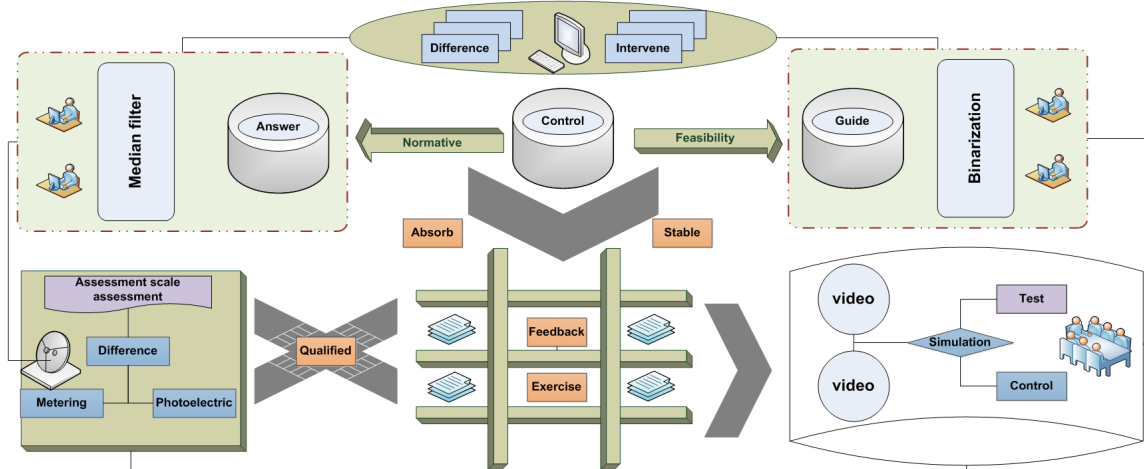 Difference
Intervene
Median filter
Answer
Normative
Control
Feasibility
Guide
Binarization
Absorb
Stable
Assessment scale
assessment
Difference
Metering
Photoelectric
Qualified
Feedback
Exercise
video
video
Simulation
Test
Control